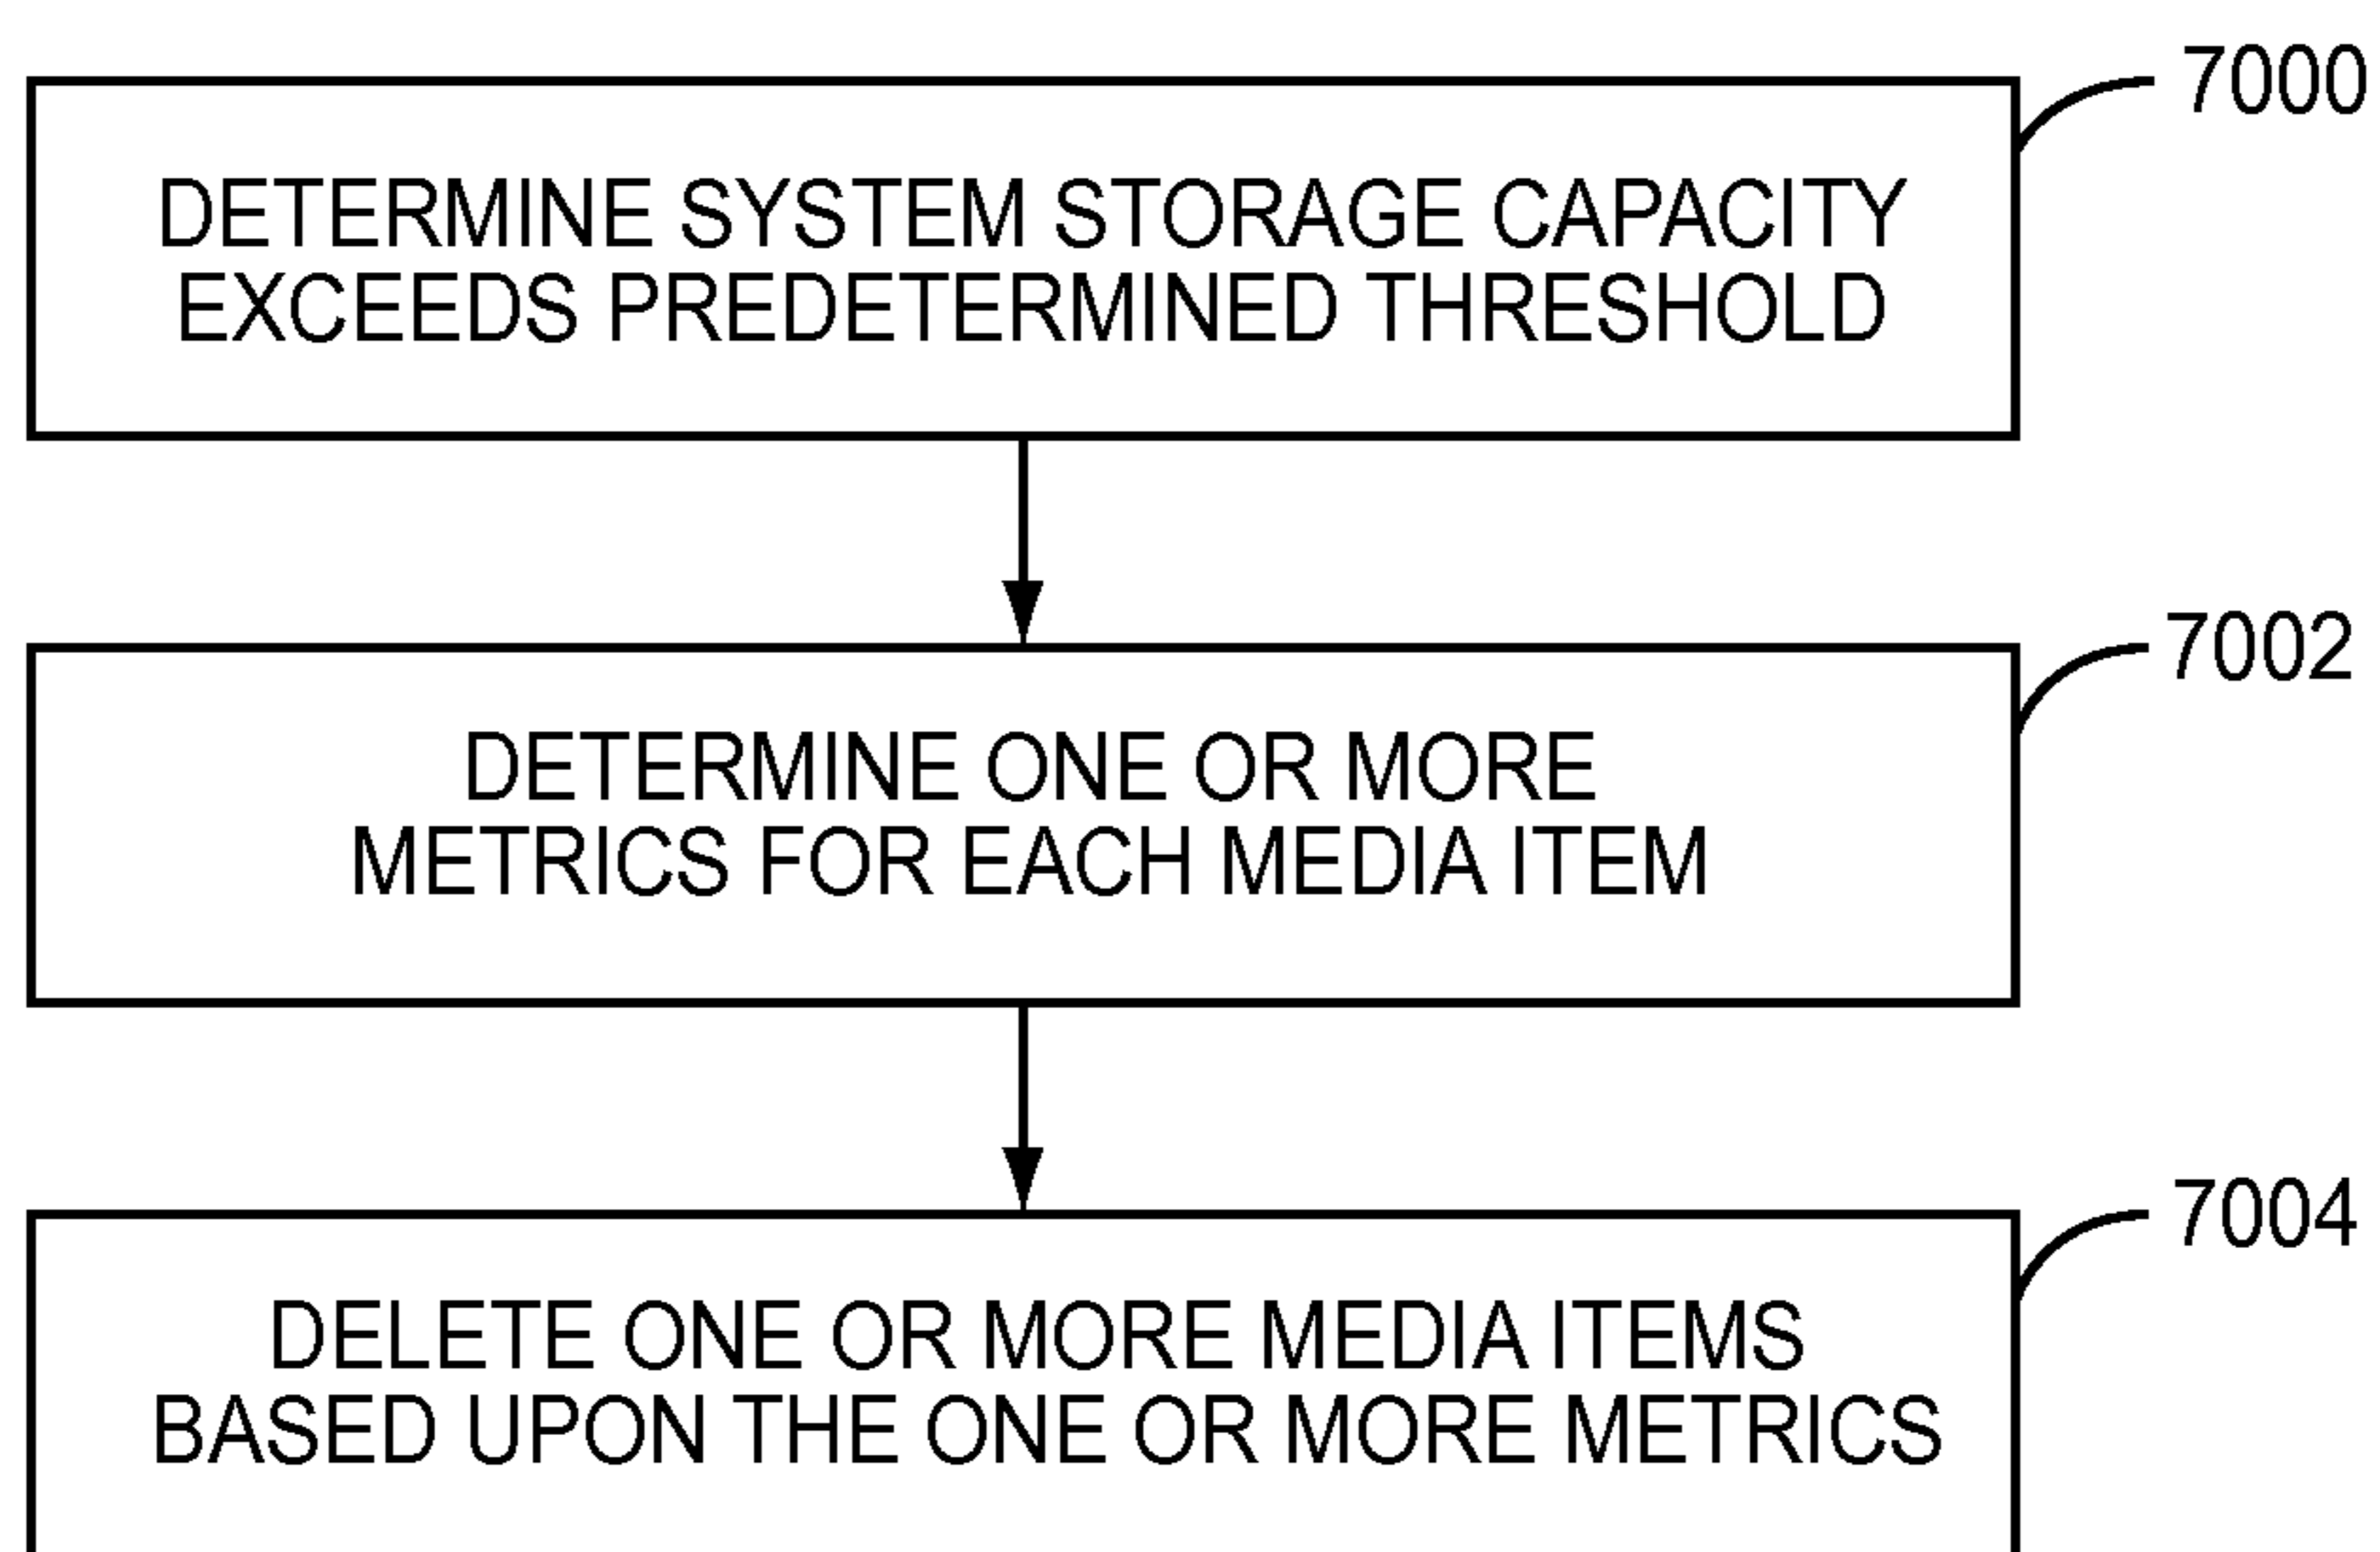 7000
DETERMINE SYSTEM STORAGE CAPACITY
EXCEEDS PREDETERMINED THRESHOLD
7002
DETERMINE ONE OR MORE
METRICS FOR EACH MEDIA ITEM
7004
DELETE ONE OR MORE MEDIA ITEMS
BASED UPON THE ONE OR MORE METRICS